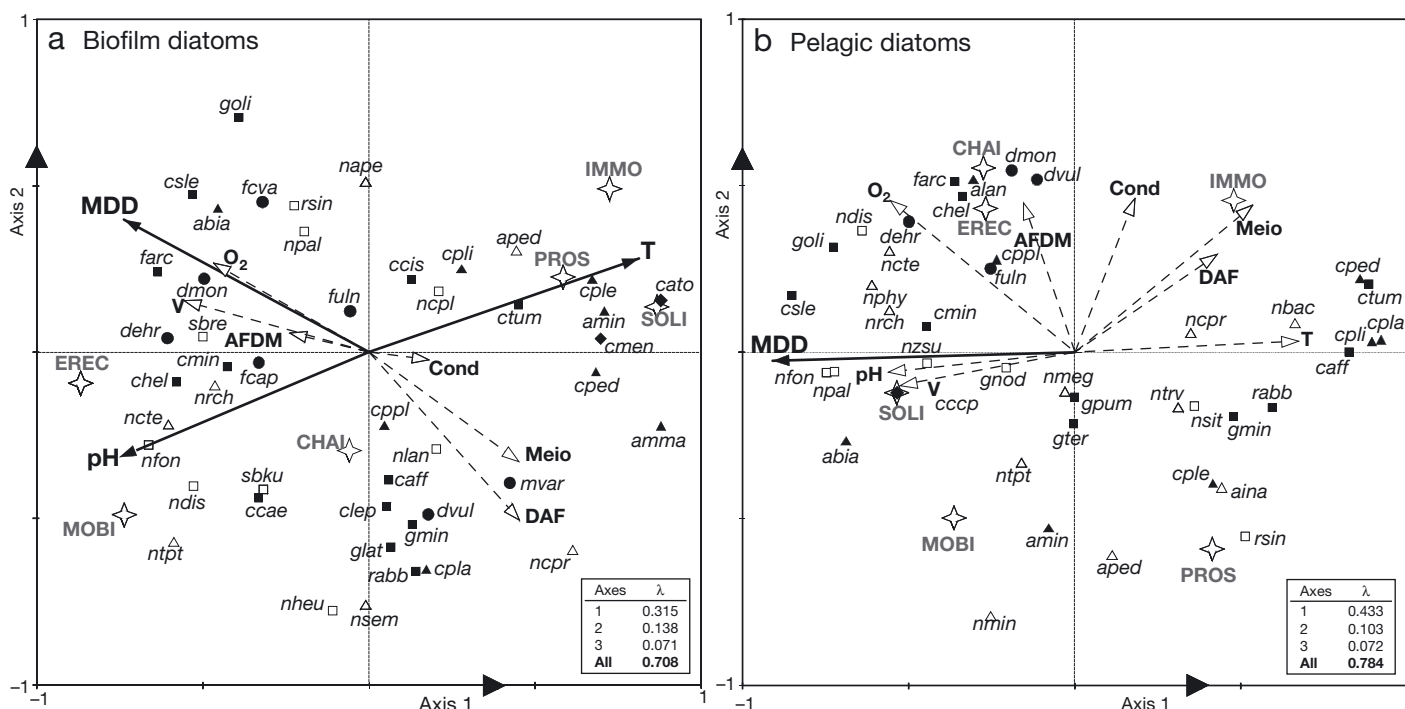 a Biofilm diatoms
1
goli
nape
IMMO
csle
fcva
rsin
MDD
abia
npal
aped
O2
cpli
PROS
T
farc
ccis
cato
dmon
ncpl
cple
V
fuln
ctum
amin
SOLI
sbre
dehr
AFDM
cmen
cmin
Cond
EREC
chel
fcap
cped
nrch
ncte
cppl
amma
CHAI
pH
nfon
nlan
Meio
sbku
caff
mvar
ndis
ccae
clep
dvul
DAF
MOBI
gmin
ntpt
glat
ncpr
rabb
cpla
nheu
nsem
Axes λ
1 0.315
2 0.138
3 0.071
All 0.708
Axis 2
−1
−1
Axis 1
1
b Pelagic diatoms
CHAI
dmon
farc
alan
dvul
Cond
IMMO
O2
chel
EREC
ndis
Meio
dehr
AFDM
goli
cppl
DAF
ncte
fuln
cped
nphy
ctum
csle
nrch
cmin
nbac
ncpr
cpla
MDD
nzsu
T
cpli
caff
nfon
pH
gnod
npal
V
nmeg
SOLI
cccp
gpum
ntrv
rabb
nsit
gmin
gter
abia
ntpt
cple
aina
MOBI
amin
rsin
aped
PROS
nmin
Axes λ
1 0.433
2 0.103
3 0.072
All 0.784
Axis 2
−1
−1
Axis 1
1